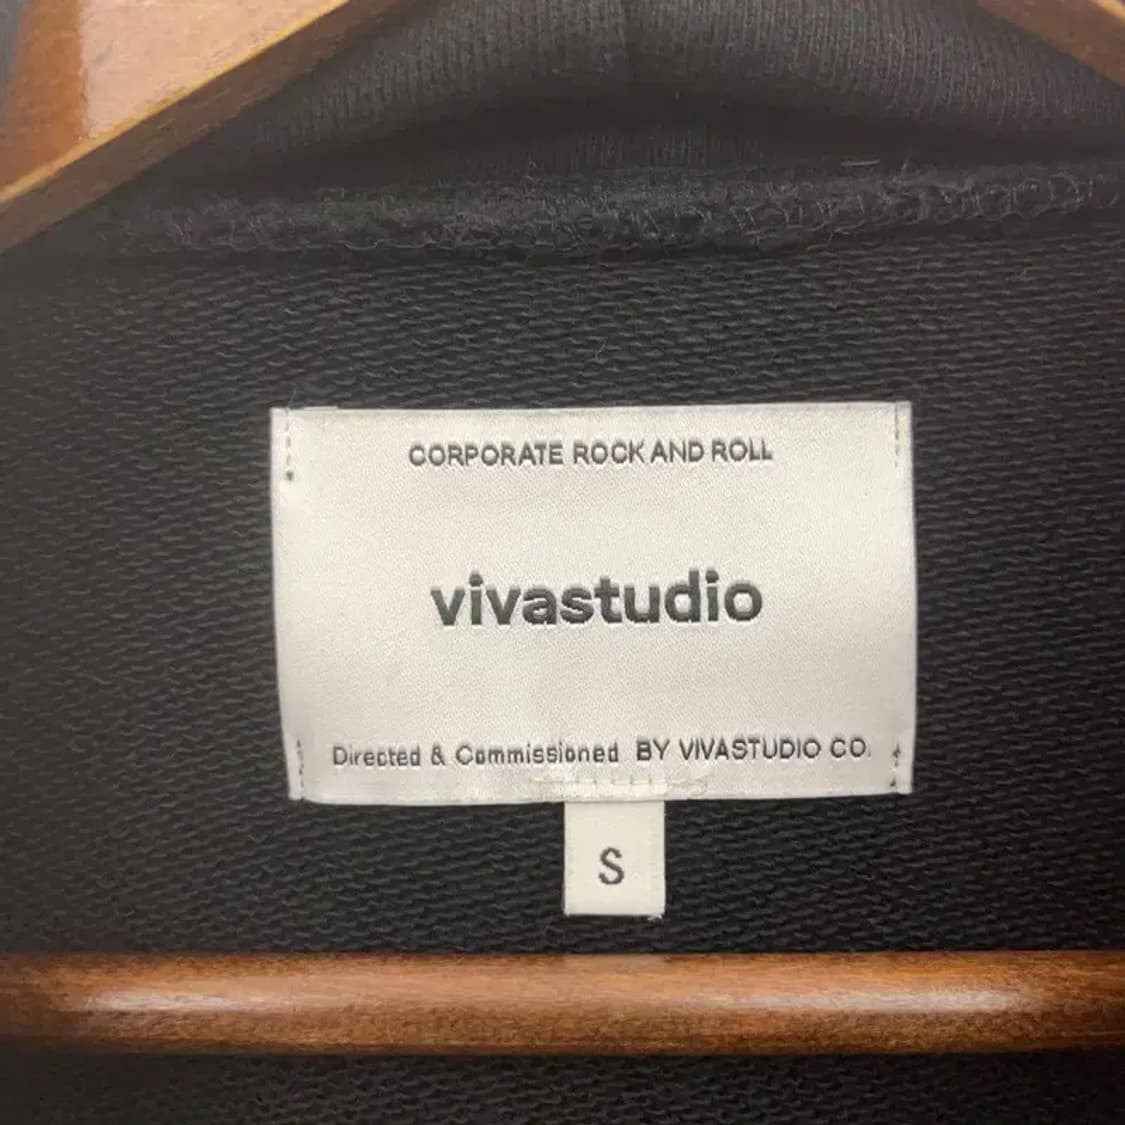 CORPORATE ROCK AND ROLL
vivastudio
Directed & Commissioned BY VIVASTUDIO CO.
S